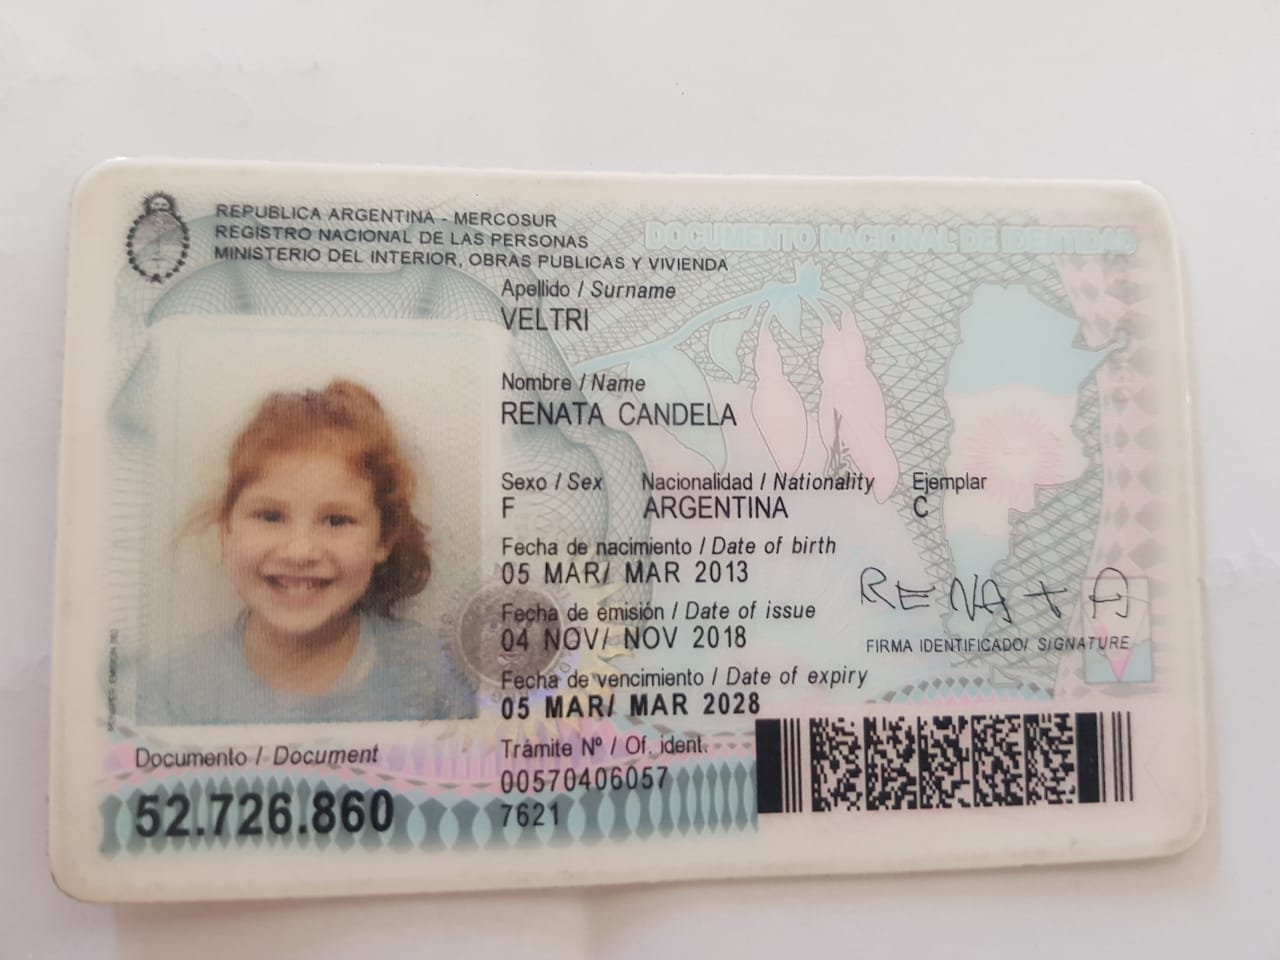 REPUBLICA ARGENTINA - MERCOSUR
REGISTRO NACIONAL DE LAS PERSONAS
MINISTERIO DEL INTERIOR, OBRAS PUBLICAS Y VIVIENDA
DOCUMENTO NACIONAL DE IDENTIDAD
Apellido / Surname
VELTRI
Nombre / Name
RENATA CANDELA
Sexo / Sex Nacionalidad / Nationality Ejemplar
F ARGENTINA C
Fecha de nacimiento / Date of birth
05 MAR/ MAR 2013
Fecha de emisión / Date of issue
04 NOV/ NOV 2018
RENATA
FIRMA IDENTIFICADO/ SIGNATURE
Fecha de vencimiento / Date of expiry
05 MAR/ MAR 2028
Documento / Document
52.726.860
Trámite Nº / Of. ident.
00570406057
7621